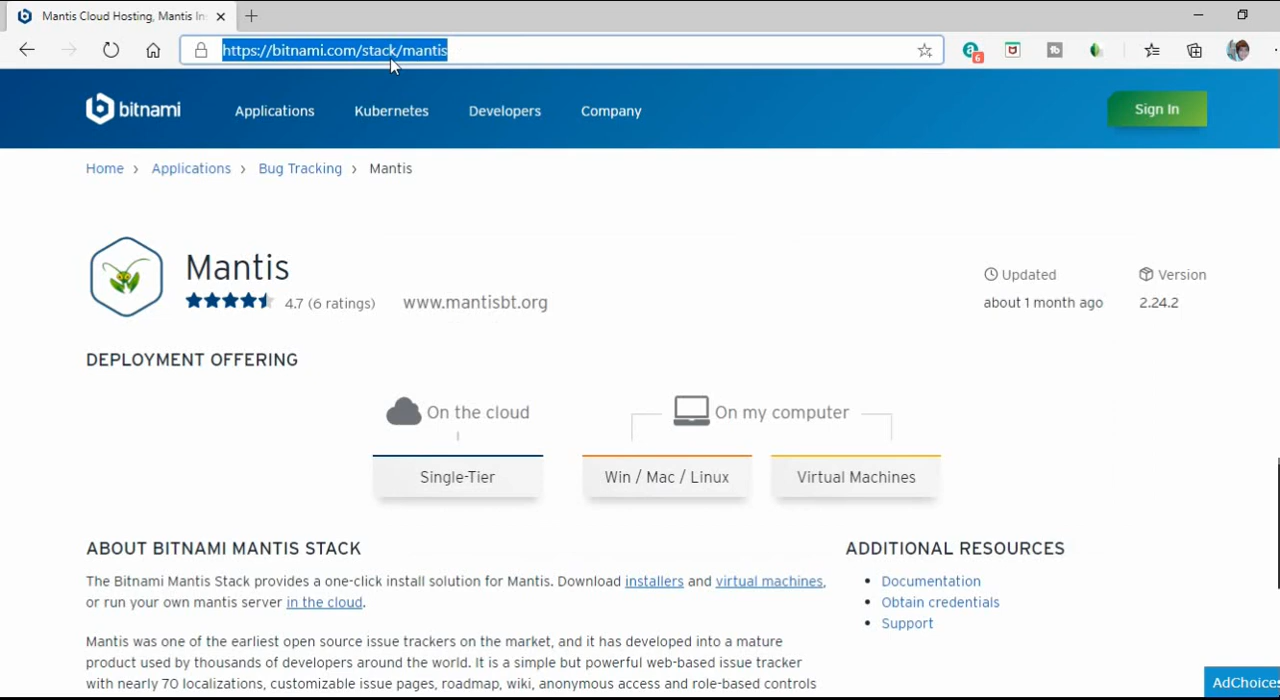 Mantis Cloud Hosting, Mantis In
https://bitnami.com/stack/mantis
6
bitnami Applications Kubernetes Developers Company Sign In
Home > Applications > Bug Tracking > Mantis
Mantis
4.7 (6 ratings) www.mantisbt.org
Updated Version
about 1 month ago 2.24.2
DEPLOYMENT OFFERING
On the cloud On my computer
Single-Tier Win / Mac / Linux Virtual Machines
ABOUT BITNAMI MANTIS STACK
The Bitnami Mantis Stack provides a one-click install solution for Mantis. Download installers and virtual machines,
or run your own mantis server in the cloud.
Mantis was one of the earliest open source issue trackers on the market, and it has developed into a mature
product used by thousands of developers around the world. It is a simple but powerful web-based issue tracker
with nearly 70 localizations, customizable issue pages, roadmap, wiki, anonymous access and role-based controls
ADDITIONAL RESOURCES
• Documentation
• Obtain credentials
• Support
AdChoices